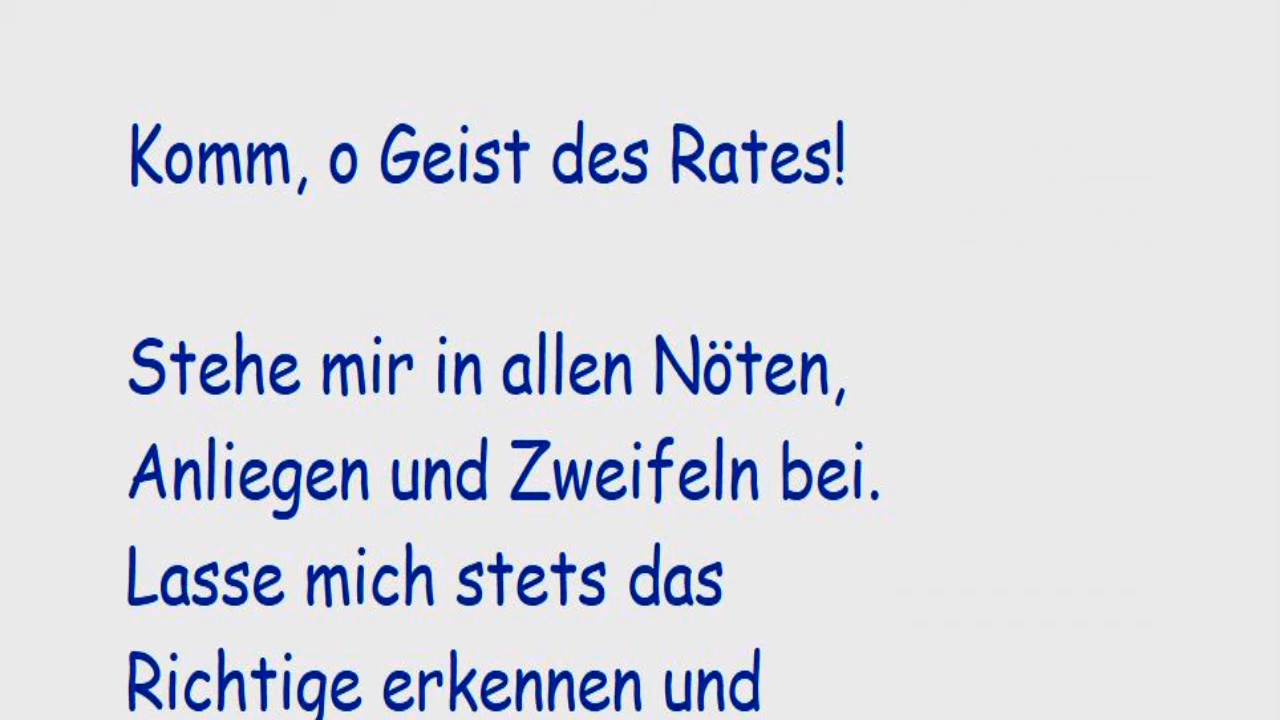 Komm, o Geist des Rates!
Stehe mir in allen Nöten,
Anliegen und Zweifeln bei.
Lasse mich stets das
Richtige erkennen und